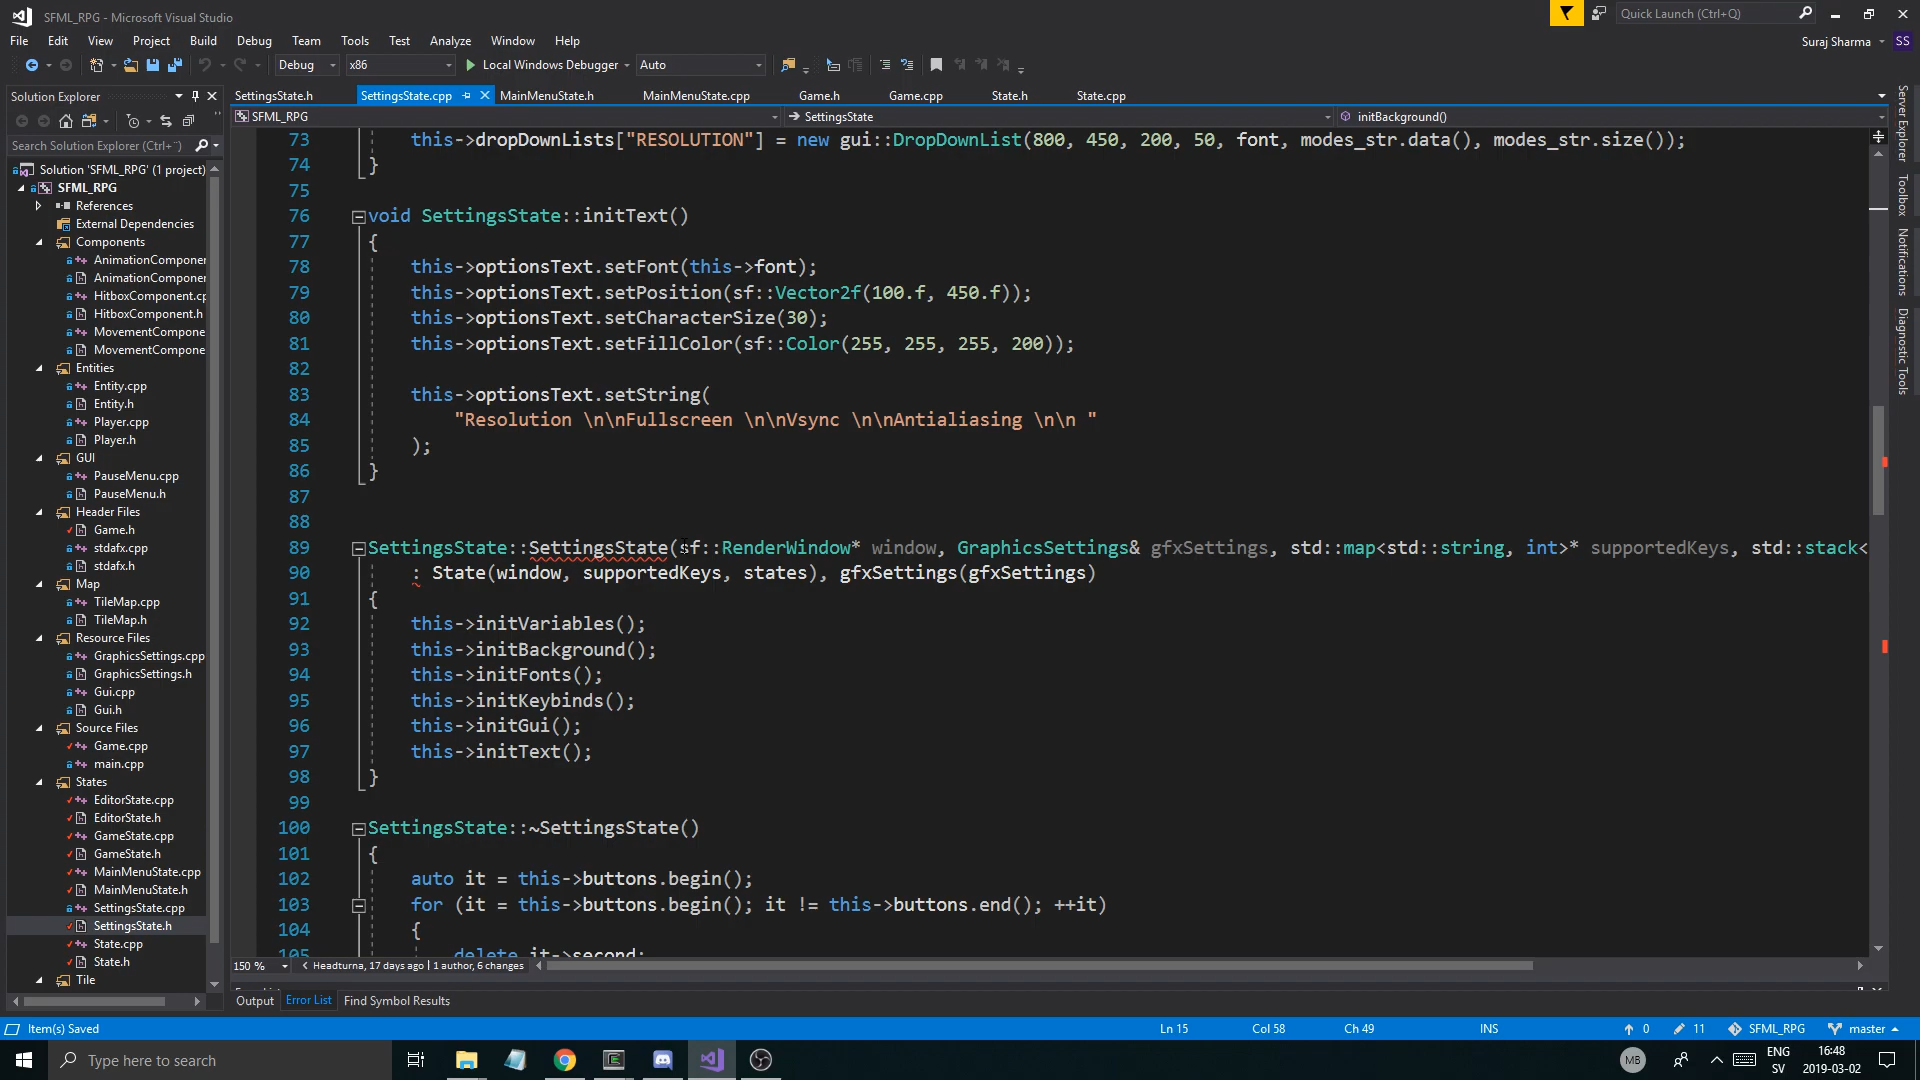 SFML_RPG - Microsoft Visual Studio
Quick Launch (Ctrl+Q)
File Edit View Project Build Debug Team Tools Test Analyze Window Help
Suraj Sharma SS
Debug x86 Local Windows Debugger Auto
Solution Explorer
SettingsState.h SettingsState.cpp MainMenuState.h MainMenuState.cpp Game.h Game.cpp State.h State.cpp
SFML_RPG SettingsState initBackground()
Search Solution Explorer (Ctrl+¨)
Solution 'SFML_RPG' (1 project)
SFML_RPG
References
External Dependencies
Components
AnimationComponen
AnimationComponen
HitboxComponent.cp
HitboxComponent.h
MovementCompone
MovementCompone
Entities
Entity.cpp
Entity.h
Player.cpp
Player.h
GUI
PauseMenu.cpp
PauseMenu.h
Header Files
Game.h
stdafx.cpp
stdafx.h
Map
TileMap.cpp
TileMap.h
Resource Files
GraphicsSettings.cpp
GraphicsSettings.h
Gui.cpp
Gui.h
Source Files
Game.cpp
main.cpp
States
EditorState.cpp
EditorState.h
GameState.cpp
GameState.h
MainMenuState.cpp
MainMenuState.h
SettingsState.cpp
SettingsState.h
State.cpp
State.h
Tile
73 this->dropDownLists["RESOLUTION"] = new gui::DropDownList(800, 450, 200, 50, font, modes_str.data(), modes_str.size());
74 }
75
76 void SettingsState::initText()
77 {
78 this->optionsText.setFont(this->font);
79 this->optionsText.setPosition(sf::Vector2f(100.f, 450.f));
80 this->optionsText.setCharacterSize(30);
81 this->optionsText.setFillColor(sf::Color(255, 255, 255, 200));
82
83 this->optionsText.setString(
84 "Resolution \n\nFullscreen \n\nVsync \n\nAntialiasing \n\n "
85 );
86 }
87
88
89 SettingsState::SettingsState(sf::RenderWindow* window, GraphicsSettings& gfxSettings, std::map<std::string, int>* supportedKeys, std::stack<
90 : State(window, supportedKeys, states), gfxSettings(gfxSettings)
91 {
92 this->initVariables();
93 this->initBackground();
94 this->initFonts();
95 this->initKeybinds();
96 this->initGui();
97 this->initText();
98 }
99
100 SettingsState::~SettingsState()
101 {
102 auto it = this->buttons.begin();
103 for (it = this->buttons.begin(); it != this->buttons.end(); ++it)
104 {
105 delete it->second;
Server Explorer
Toolbox
Notifications
Diagnostic Tools
150 % Headturna, 17 days ago | 1 author, 6 changes
Output Error List Find Symbol Results
Item(s) Saved Ln 15 Col 58 Ch 49 INS 0 11 SFML_RPG master
Type here to search
MB
ENG
SV
16:48
2019-03-02